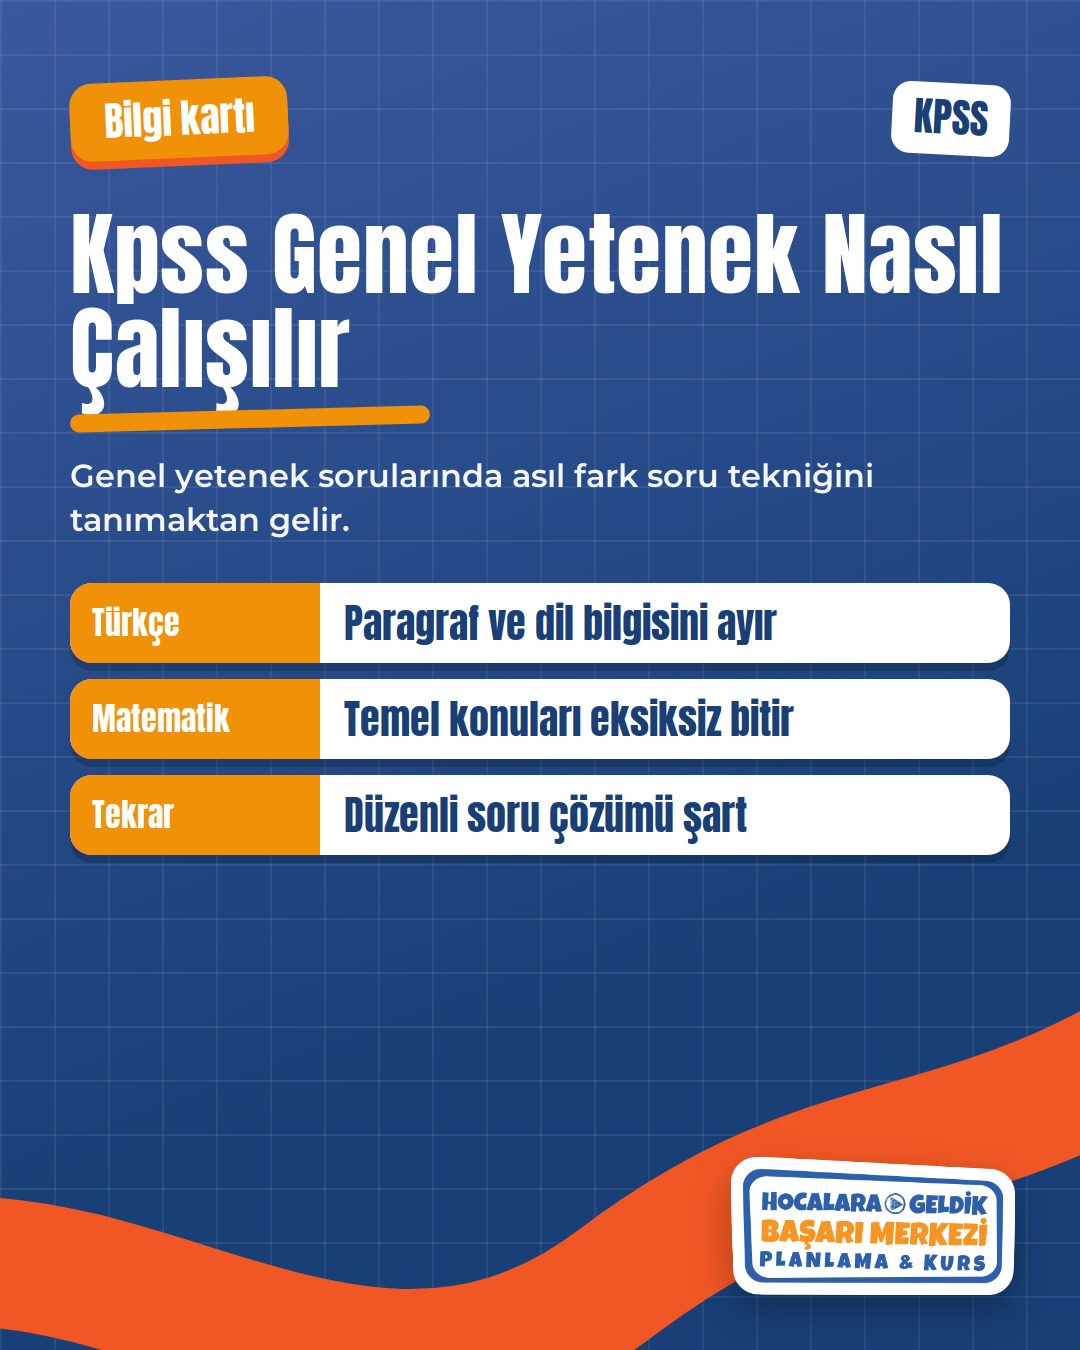 Bilgi kartı
KPSS
Kpss Genel Yetenek Nasıl
Çalışılır
Genel yetenek sorularında asıl fark soru tekniğini
tanımaktan gelir.
Türkçe
Paragraf ve dil bilgisini ayır
Matematik
Temel konuları eksiksiz bitir
Tekrar
Düzenli soru çözümü şart
HOCALARA GELDİK
BAŞARI MERKEZİ
PLANLAMA & KURS